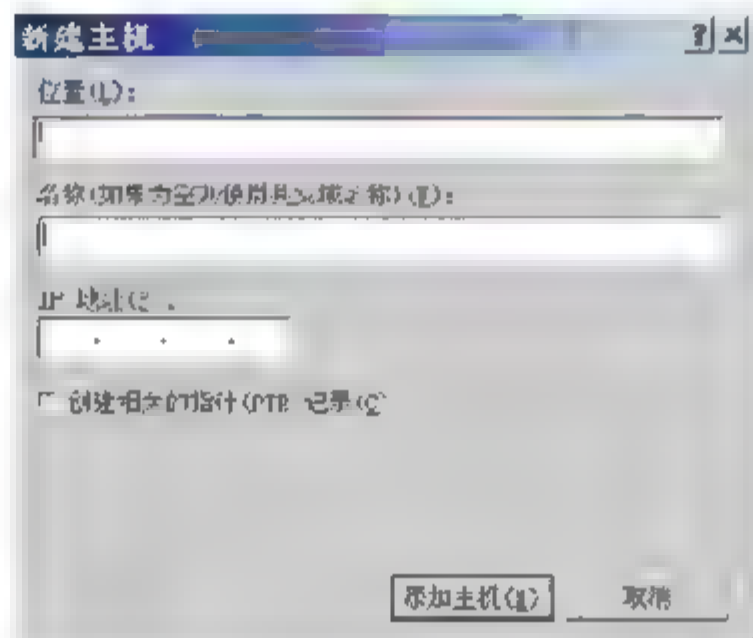 新建主机
位置(L):
名称(如果为空则使用其父域名称)(N):
IP 地址(P):
创建相关的指针(PTR)记录(C)
添加主机(H)
取消